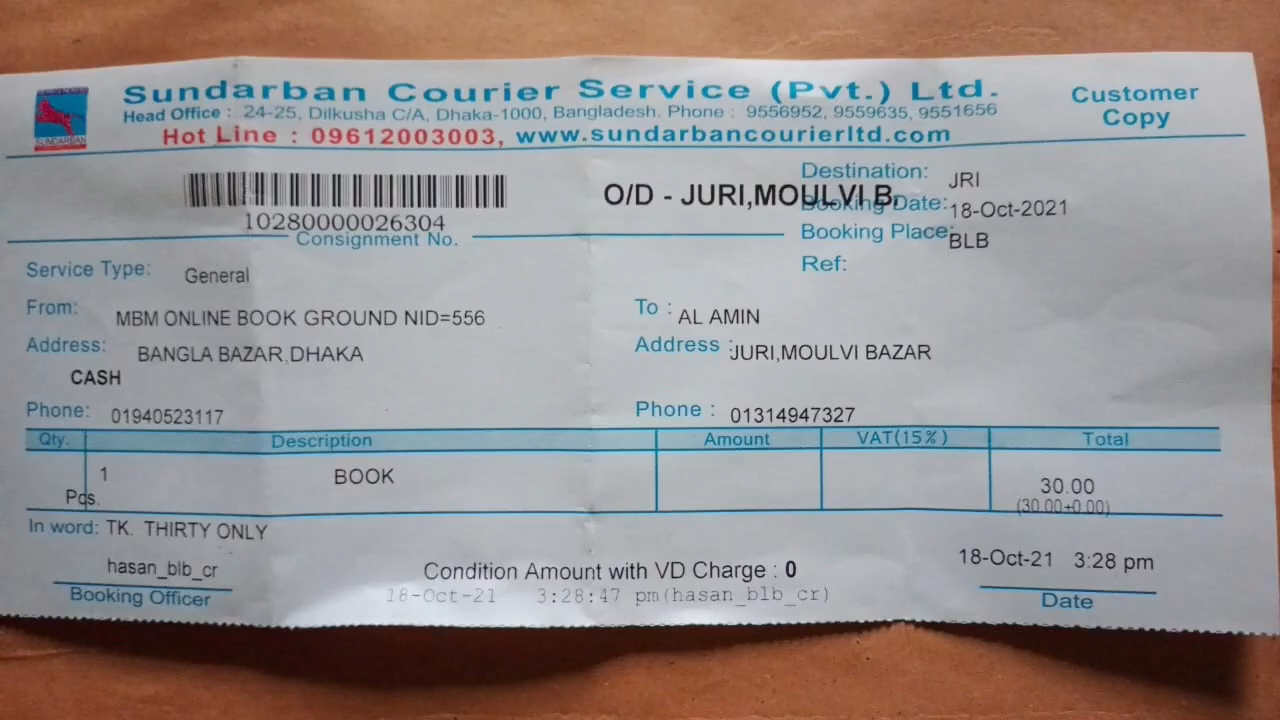 Sundarban Courier Service (Pvt.) Ltd.
Head Office : 24-25, Dilkusha C/A, Dhaka-1000, Bangladesh. Phone : 9556952, 9559635, 9551656
Hot Line : 09612003003, www.sundarbancourierltd.com
Customer
Copy
SUNDARBAN
10280000026304
Consignment No.
O/D - JURI,MOULVI B,
Destination: JRI
Booking Date: 18-Oct-2021
Booking Place: BLB
Ref:
Service Type: General
From: MBM ONLINE BOOK GROUND NID=556
To : AL AMIN
Address: BANGLA BAZAR.DHAKA
Address : JURI,MOULVI BAZAR
CASH
Phone: 01940523117
Phone : 01314947327
Qty. Description Amount VAT(15%) Total
1 BOOK 30.00
Pcs. (30.00+0.00)
In word: TK. THIRTY ONLY
hasan_blb_cr
Booking Officer
Condition Amount with VD Charge : 0
18-Oct-21 3:28:47 pm(hasan_blb_cr)
18-Oct-21 3:28 pm
Date